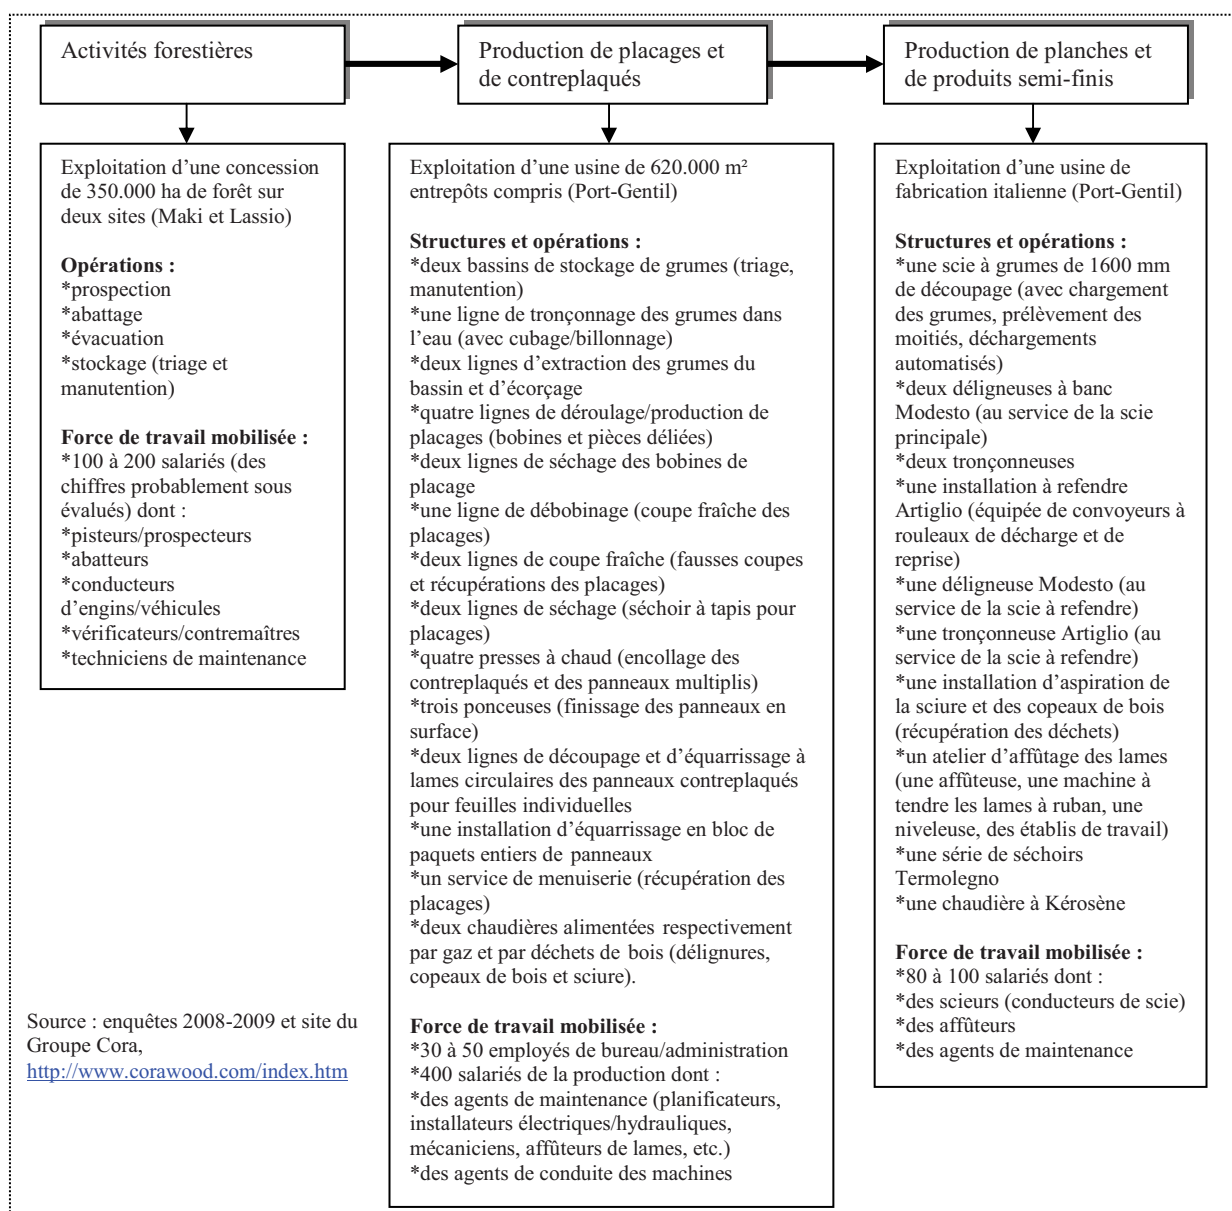 Activités forestières
Production de placages et
de contreplaqués
Production de planches et
de produits semi-finis
Exploitation d’une concession
de 350.000 ha de forêt sur
deux sites (Maki et Lassio)
Opérations :
*prospection
*abattage
*évacuation
*stockage (triage et
manutention)
Force de travail mobilisée :
*100 à 200 salariés (des
chiffres probablement sous
évalués) dont :
*pisteurs/prospecteurs
*abatteurs
*conducteurs
d’engins/véhicules
*vérificateurs/contremaîtres
*techniciens de maintenance
Exploitation d’une usine de 620.000 m²
entrepôts compris (Port-Gentil)
Structures et opérations :
*deux bassins de stockage de grumes (triage,
manutention)
*une ligne de tronçonnage des grumes dans
l’eau (avec cubage/billonnage)
*deux lignes d’extraction des grumes du
bassin et d’écorçage
*quatre lignes de déroulage/production de
placages (bobines et pièces déliées)
*deux lignes de séchage des bobines de
placage
*une ligne de débobinage (coupe fraîche des
placages)
*deux lignes de coupe fraîche (fausses coupes
et récupérations des placages)
*deux lignes de séchage (séchoir à tapis pour
placages)
*quatre presses à chaud (encollage des
contreplaqués et des panneaux multiplis)
*trois ponceuses (finissage des panneaux en
surface)
*deux lignes de découpage et d’équarrissage à
lames circulaires des panneaux contreplaqués
pour feuilles individuelles
*une installation d’équarrissage en bloc de
paquets entiers de panneaux
*un service de menuiserie (récupération des
placages)
*deux chaudières alimentées respectivement
par gaz et par déchets de bois (délignures,
copeaux de bois et sciure).
Force de travail mobilisée :
*30 à 50 employés de bureau/administration
*400 salariés de la production dont :
*des agents de maintenance (planificateurs,
installateurs électriques/hydrauliques,
mécaniciens, affûteurs de lames, etc.)
*des agents de conduite des machines
Exploitation d’une usine de
fabrication italienne (Port-Gentil)
Structures et opérations :
*une scie à grumes de 1600 mm
de découpage (avec chargement
des grumes, prélèvement des
moitiés, déchargements
automatisés)
*deux déligneuses à banc
Modesto (au service de la scie
principale)
*deux tronçonneuses
*une installation à refendre
Artiglio (équipée de convoyeurs à
rouleaux de décharge et de
reprise)
*une déligneuse Modesto (au
service de la scie à refendre)
*une tronçonneuse Artiglio (au
service de la scie à refendre)
*une installation d’aspiration de
la sciure et des copeaux de bois
(récupération des déchets)
*un atelier d’affûtage des lames
(une affûteuse, une machine à
tendre les lames à ruban, une
niveleuse, des établis de travail)
*une série de séchoirs
Termolegno
*une chaudière à Kérosène
Force de travail mobilisée :
*80 à 100 salariés dont :
*des scieurs (conducteurs de scie)
*des affûteurs
*des agents de maintenance
Source : enquêtes 2008-2009 et site du
Groupe Cora,
http://www.corawood.com/index.htm